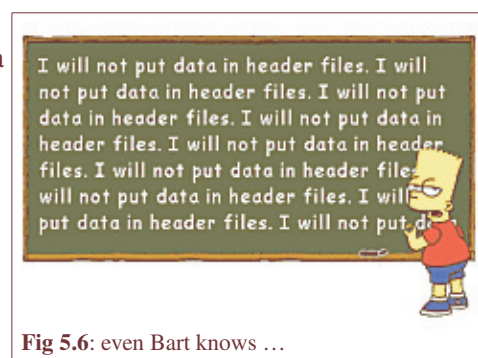 a
I will not put data in header files. I will
not put data in header files. I will not put
data in header files. I will not put data in
header files. I will not put data in header
files. I will not put data in header file
will not put data in header files. I will
put data in header files. I will not put d
Fig 5.6: even Bart knows …